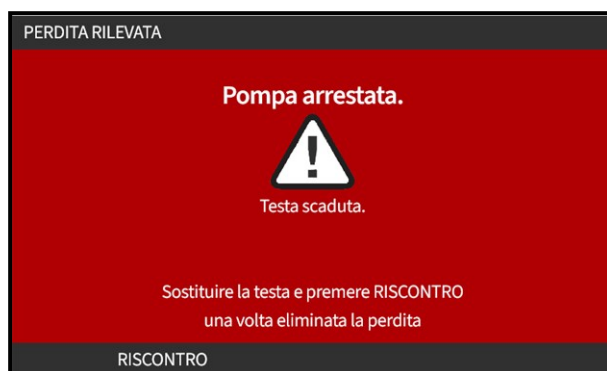 PERDITA RILEVATA
Pompa arrestata.
Testa scaduta.
Sostituire la testa e premere RISCONTRO
una volta eliminata la perdita
RISCONTRO